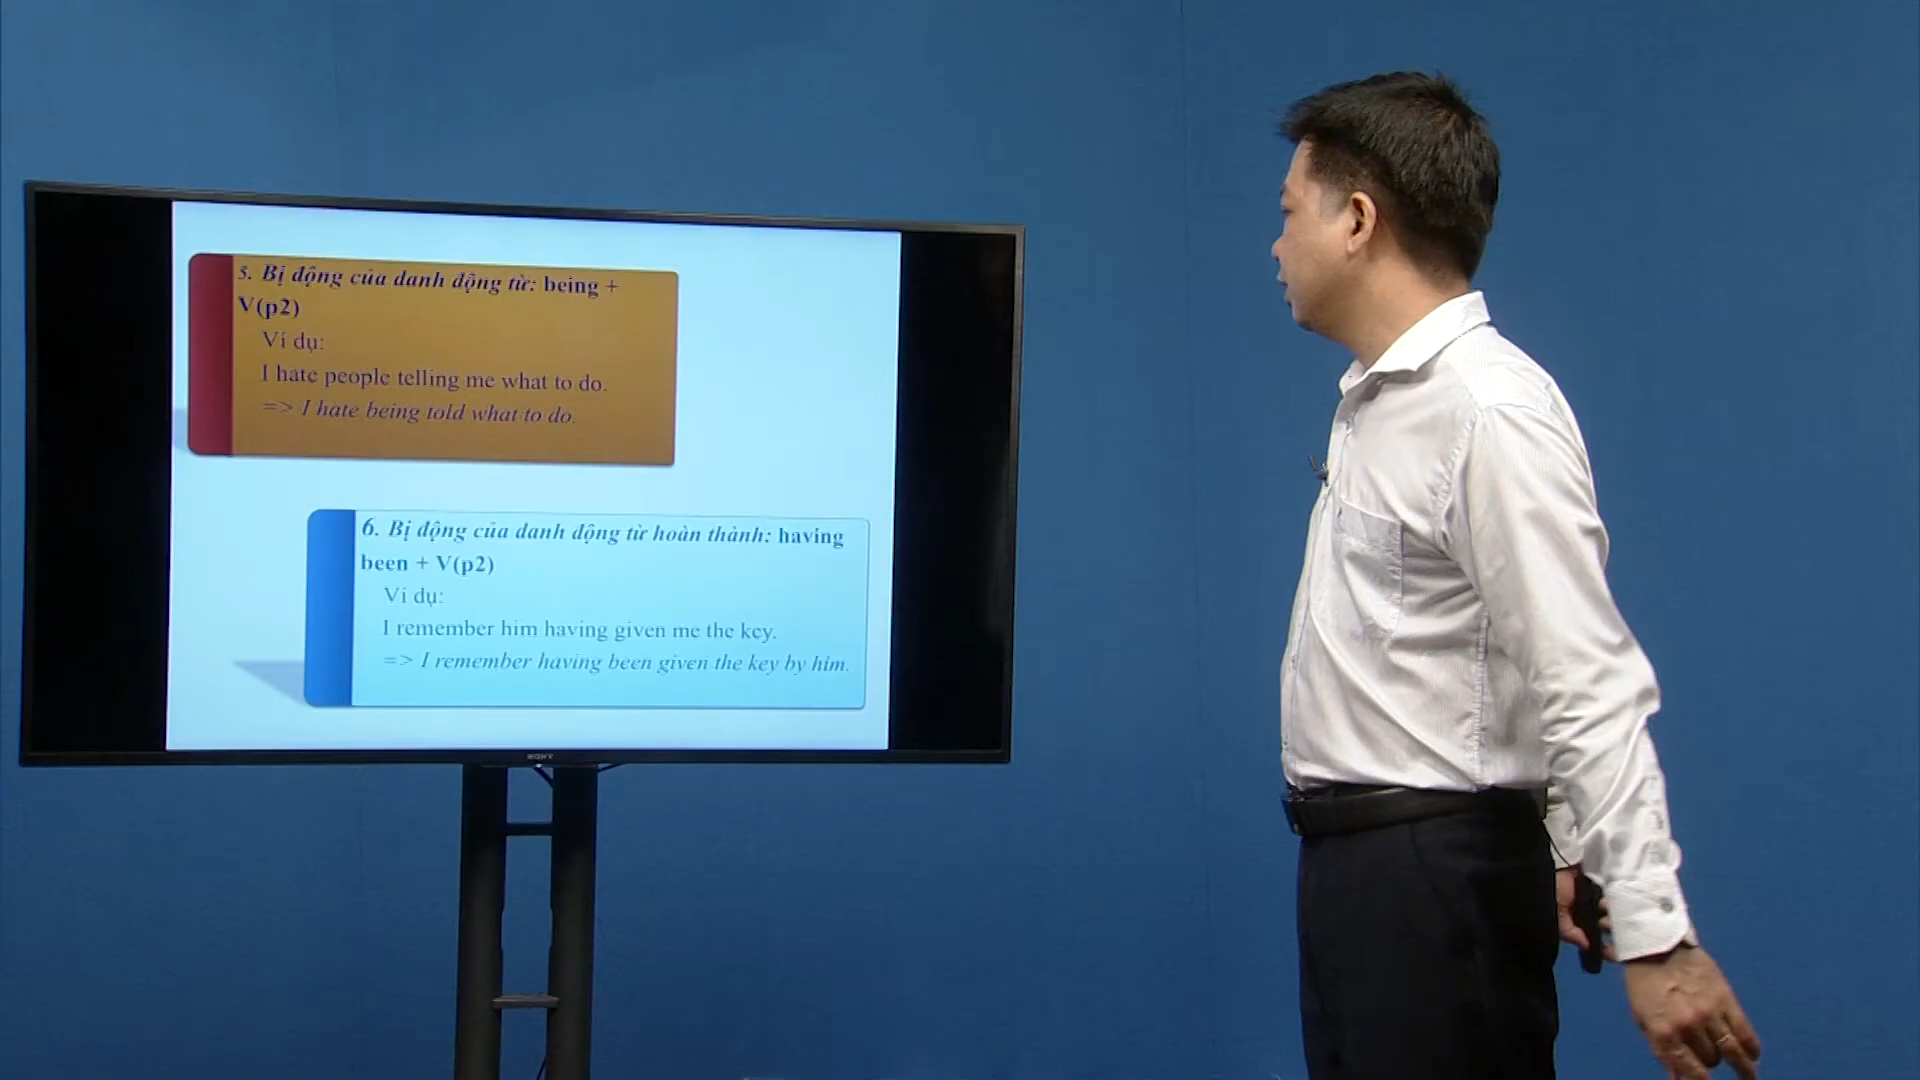 5. Bị động của danh động từ: being +
V(p2)
Ví dụ:
I hate people telling me what to do.
=> I hate being told what to do.
6. Bị động của danh động từ hoàn thành: having
been + V(p2)
Ví dụ:
I remember him having given me the key.
=> I remember having been given the key by him.
SONY